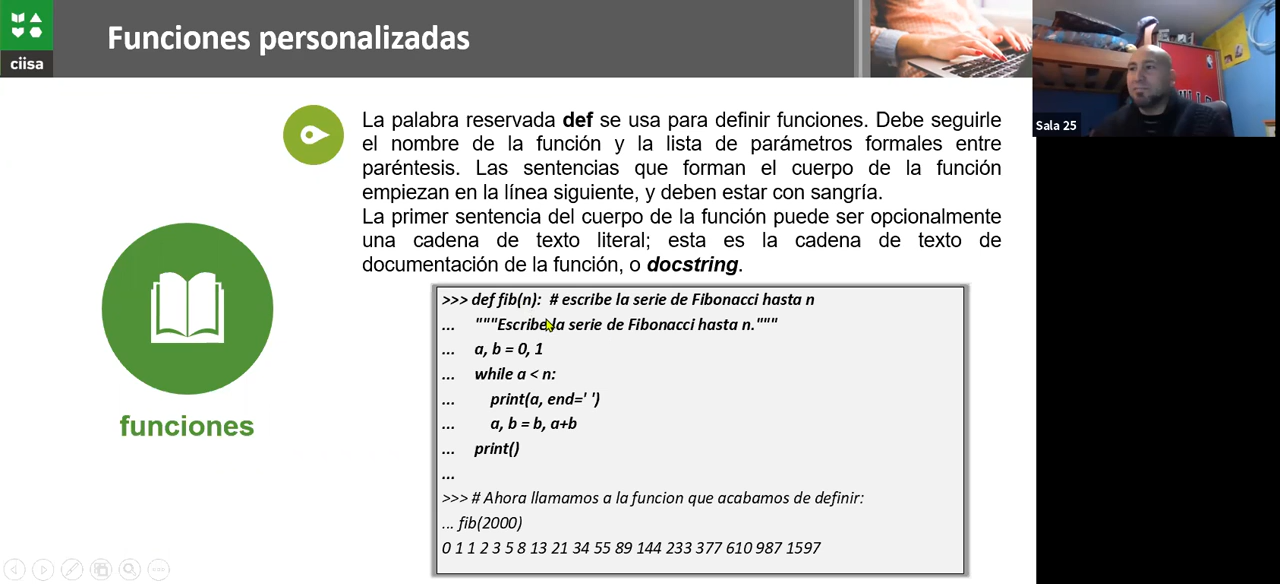 ciisa
Funciones personalizadas
Sala 25
La palabra reservada def se usa para definir funciones. Debe seguirle
el nombre de la función y la lista de parámetros formales entre
paréntesis. Las sentencias que forman el cuerpo de la función
empiezan en la línea siguiente, y deben estar con sangría.
La primer sentencia del cuerpo de la función puede ser opcionalmente
una cadena de texto literal; esta es la cadena de texto de
documentación de la función, o docstring.
funciones
>>> def fib(n): # escribe la serie de Fibonacci hasta n
... """Escribe la serie de Fibonacci hasta n."""
... a, b = 0, 1
... while a < n:
... print(a, end=' ')
... a, b = b, a+b
... print()
...
>>> # Ahora llamamos a la funcion que acabamos de definir:
... fib(2000)
0 1 1 2 3 5 8 13 21 34 55 89 144 233 377 610 987 1597